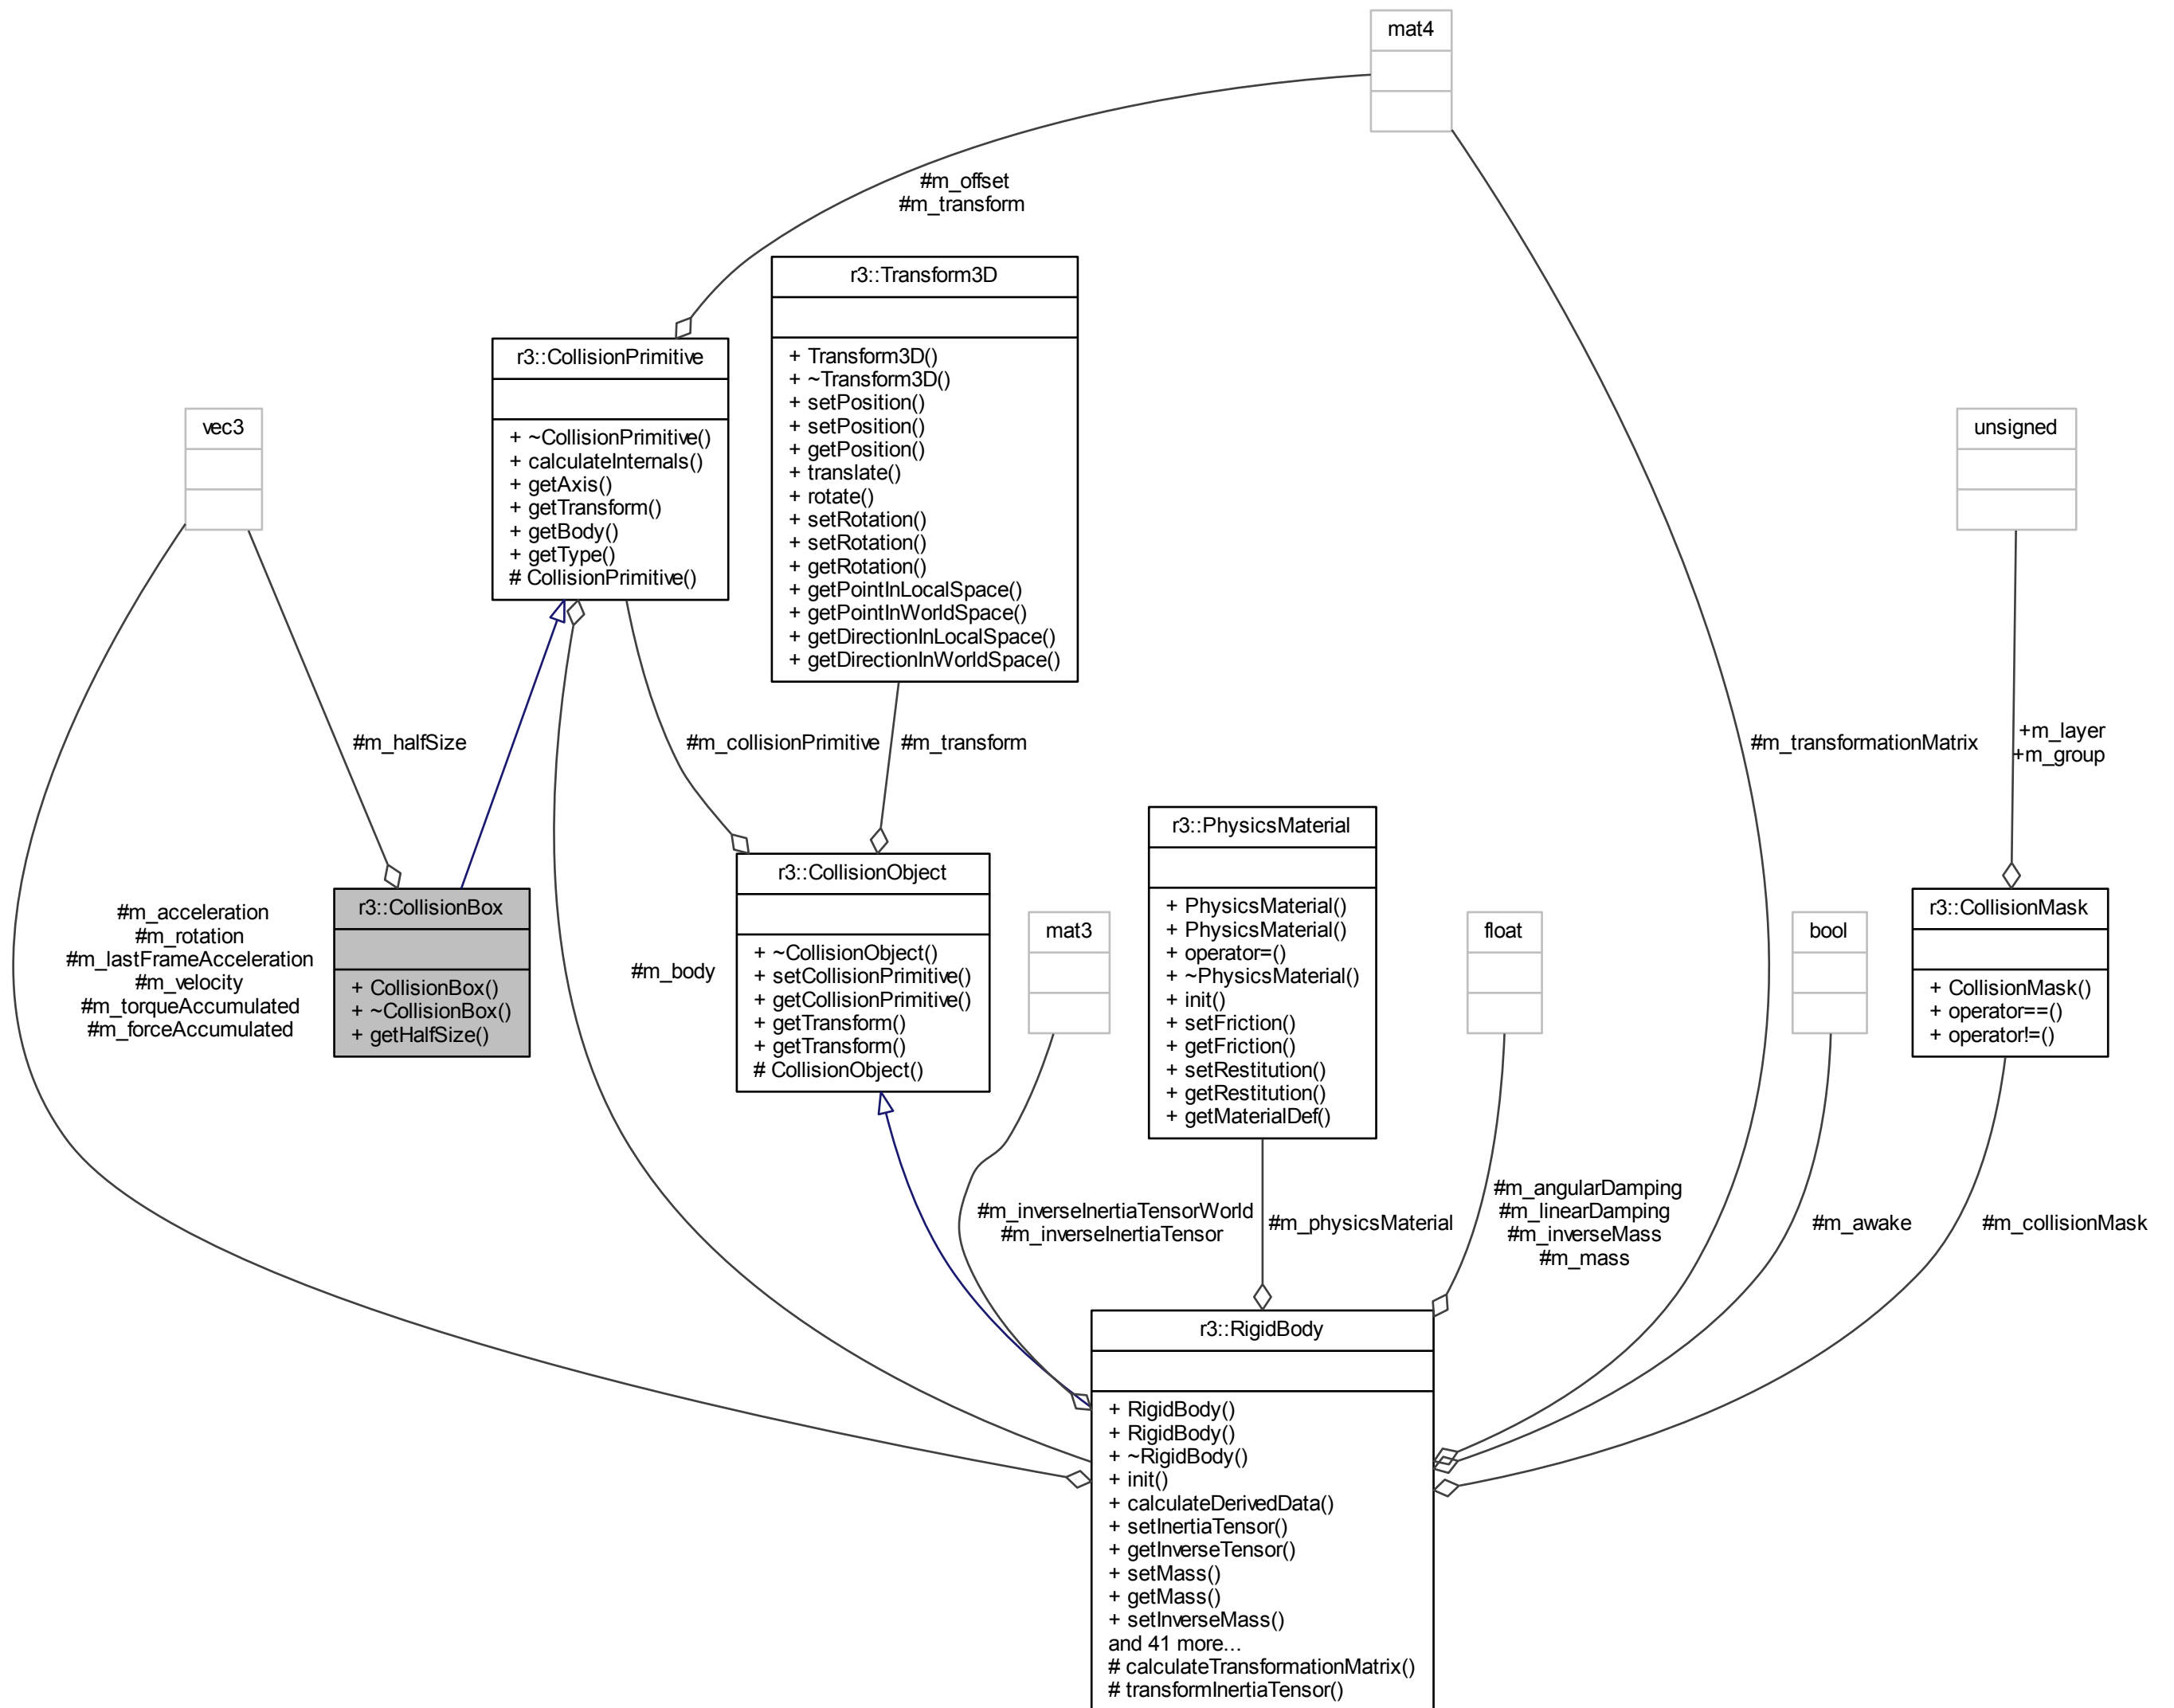 mat4
#m_offset
#m_transform
r3::Transform3D
+ Transform3D()
+ ~Transform3D()
+ setPosition()
+ setPosition()
+ getPosition()
+ translate()
+ rotate()
+ setRotation()
+ setRotation()
+ getRotation()
+ getPointInLocalSpace()
+ getPointInWorldSpace()
+ getDirectionInLocalSpace()
+ getDirectionInWorldSpace()
r3::CollisionPrimitive
+ ~CollisionPrimitive()
+ calculateInternals()
+ getAxis()
+ getTransform()
+ getBody()
+ getType()
# CollisionPrimitive()
vec3
unsigned
#m_halfSize
#m_collisionPrimitive
#m_transform
#m_transformationMatrix
+m_layer
+m_group
r3::PhysicsMaterial
+ PhysicsMaterial()
+ PhysicsMaterial()
+ operator=()
+ ~PhysicsMaterial()
+ init()
+ setFriction()
+ getFriction()
+ setRestitution()
+ getRestitution()
+ getMaterialDef()
r3::CollisionObject
+ ~CollisionObject()
+ setCollisionPrimitive()
+ getCollisionPrimitive()
+ getTransform()
+ getTransform()
# CollisionObject()
#m_acceleration
#m_rotation
#m_lastFrameAcceleration
#m_velocity
#m_torqueAccumulated
#m_forceAccumulated
r3::CollisionBox
+ CollisionBox()
+ ~CollisionBox()
+ getHalfSize()
#m_body
mat3
float
bool
r3::CollisionMask
+ CollisionMask()
+ operator==()
+ operator!=()
#m_inverseInertiaTensorWorld
#m_inverseInertiaTensor
#m_physicsMaterial
#m_angularDamping
#m_linearDamping
#m_inverseMass
#m_mass
#m_awake
#m_collisionMask
r3::RigidBody
+ RigidBody()
+ RigidBody()
+ ~RigidBody()
+ init()
+ calculateDerivedData()
+ setInertiaTensor()
+ getInverseTensor()
+ setMass()
+ getMass()
+ setInverseMass()
and 41 more...
# calculateTransformationMatrix()
# transformInertiaTensor()